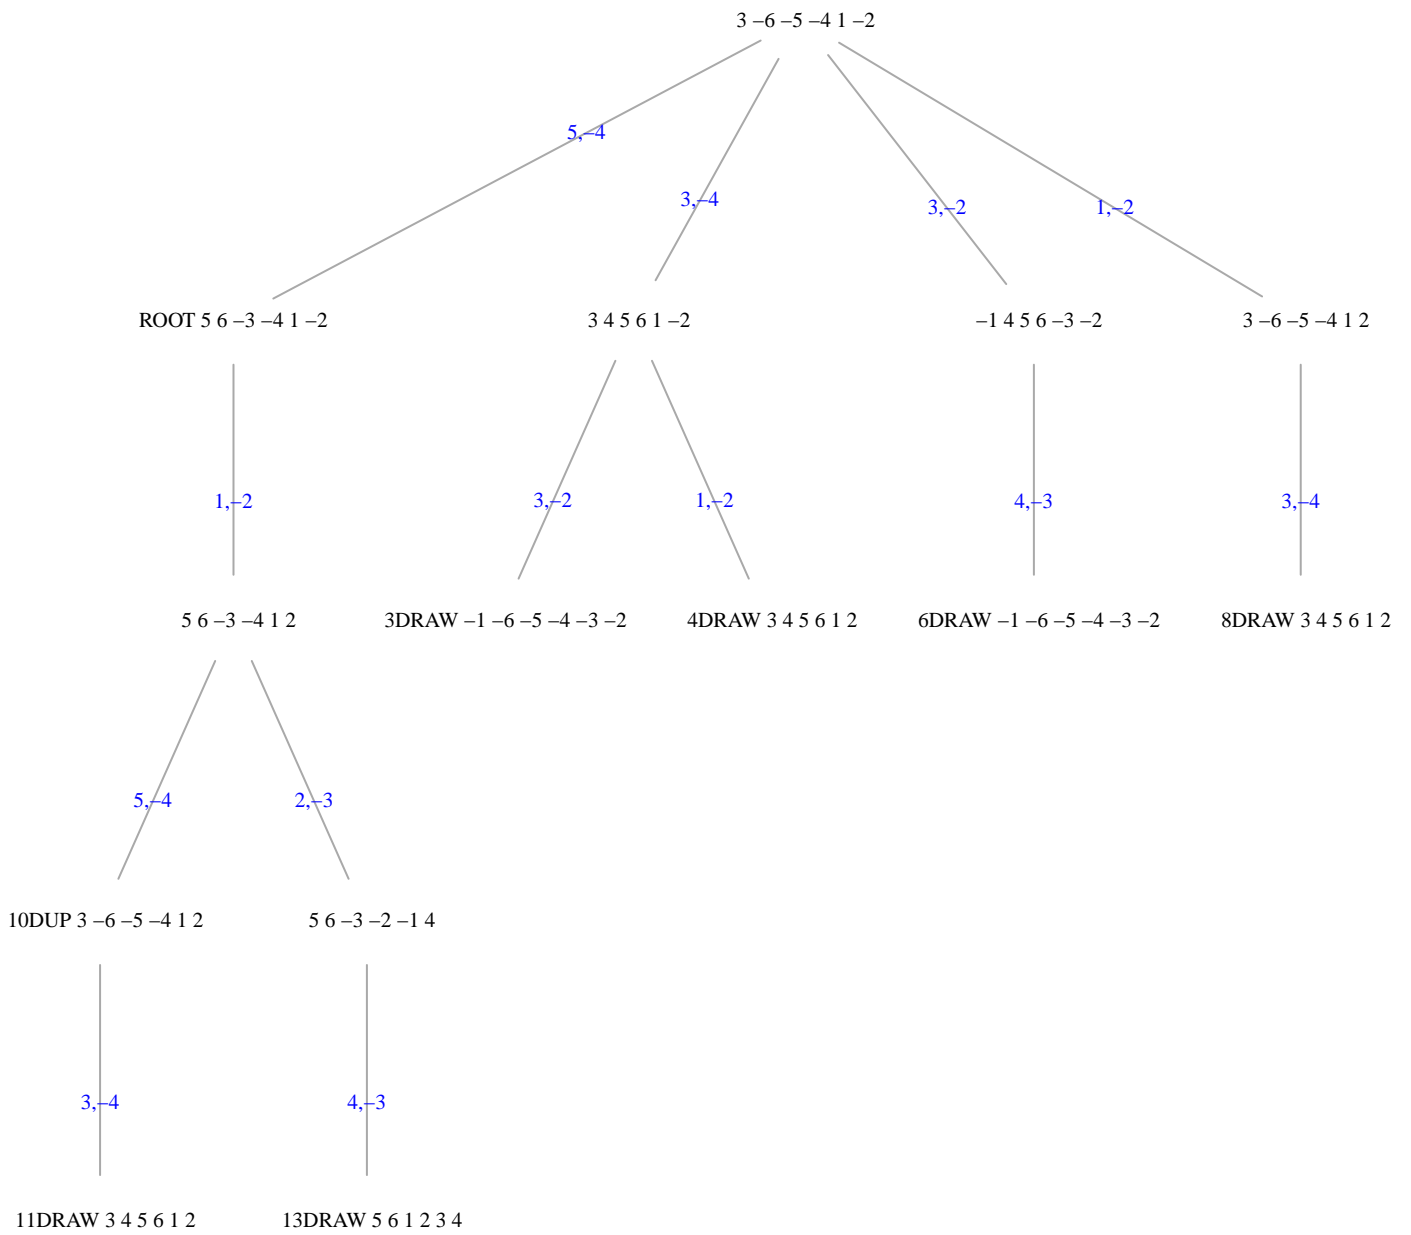 3 –6 –5 –4 1 –2
5,–4
3,–4
3,–2
1,–2
ROOT 5 6 –3 –4 1 –2
3 4 5 6 1 –2
–1 4 5 6 –3 –2
3 –6 –5 –4 1 2
1,–2
3,–2
1,–2
4,–3
3,–4
5 6 –3 –4 1 2
3DRAW –1 –6 –5 –4 –3 –2
4DRAW 3 4 5 6 1 2
6DRAW –1 –6 –5 –4 –3 –2
8DRAW 3 4 5 6 1 2
5,–4
2,–3
10DUP 3 –6 –5 –4 1 2
5 6 –3 –2 –1 4
3,–4
4,–3
11DRAW 3 4 5 6 1 2
13DRAW 5 6 1 2 3 4